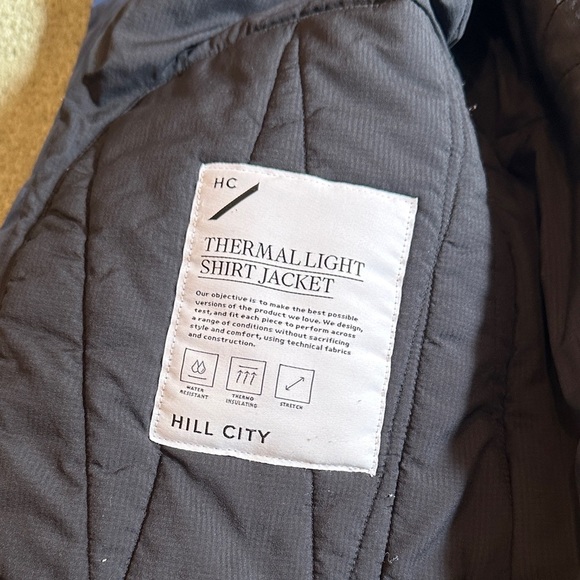 HC
THERMALLIGHT
SHIRT JACKET
Our objective is to make the best possible
versions of the product we love. We design,
test, and fit each piece to perform across
a range of conditions without sacrificing
style and comfort, using technical fabrics
and construction.
WATER
RESISTANT
THERMO
INSULATING
STRETCH
HILL CITY